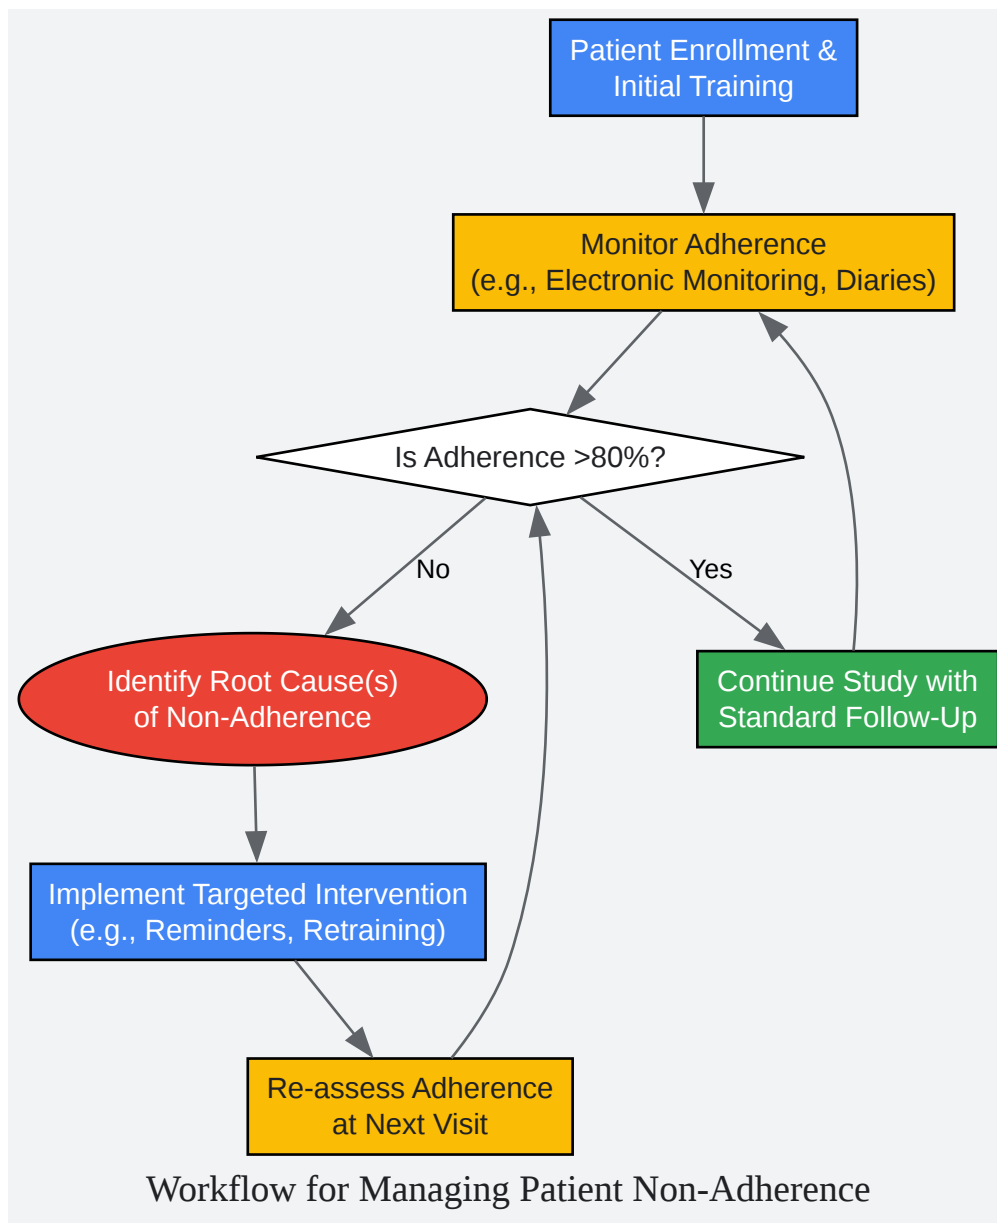 Patient Enrollment &
Initial Training
Monitor Adherence
(e.g., Electronic Monitoring, Diaries)
Is Adherence >80%?
No
Yes
Identify Root Cause(s)
of Non-Adherence
Continue Study with
Standard Follow-Up
Implement Targeted Intervention
(e.g., Reminders, Retraining)
Re-assess Adherence
at Next Visit
Workflow for Managing Patient Non-Adherence